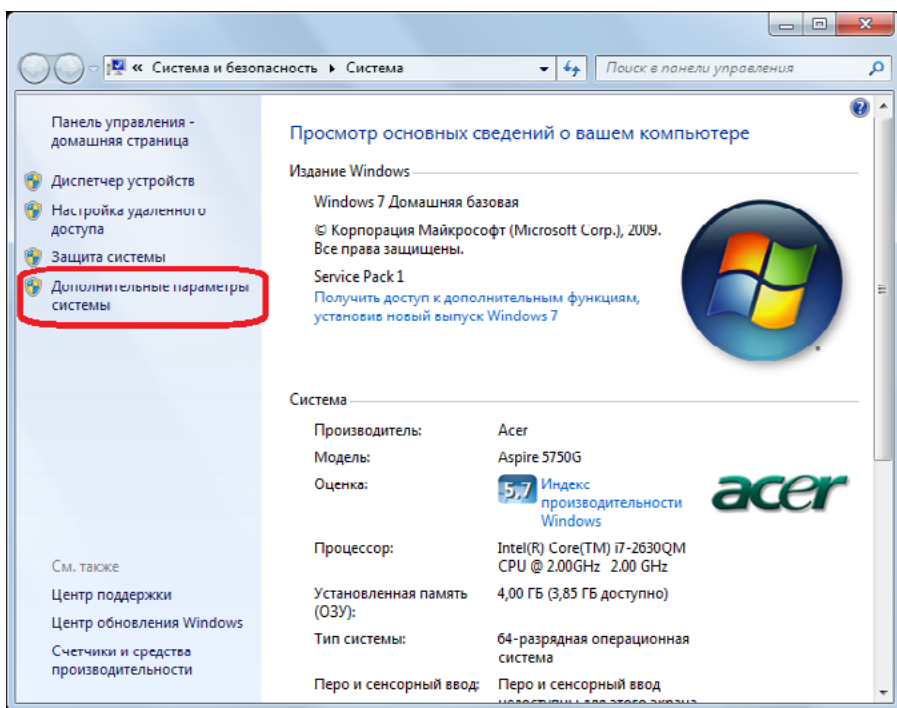 « Система и безопасность ▸ Система
Поиск в панели управления
Панель управления -
домашняя страница
Диспетчер устройств
Настройка удаленного
доступа
Защита системы
Дополнительные параметры
системы
См. также
Центр поддержки
Центр обновления Windows
Счетчики и средства
производительности
Просмотр основных сведений о вашем компьютере
Издание Windows
Windows 7 Домашняя базовая
© Корпорация Майкрософт (Microsoft Corp.), 2009.
Все права защищены.
Service Pack 1
Получить доступ к дополнительным функциям,
установив новый выпуск Windows 7
Система
Производитель: Acer
Модель: Aspire 5750G
Оценка: 5,7 Индекс
производительности
Windows
acer
Процессор: Intel(R) Core(TM) i7-2630QM
CPU @ 2.00GHz 2.00 GHz
Установленная память 4,00 ГБ (3,85 ГБ доступно)
(ОЗУ):
Тип системы: 64-разрядная операционная
система
Перо и сенсорный ввод: Перо и сенсорный ввод
недоступны для этого экрана